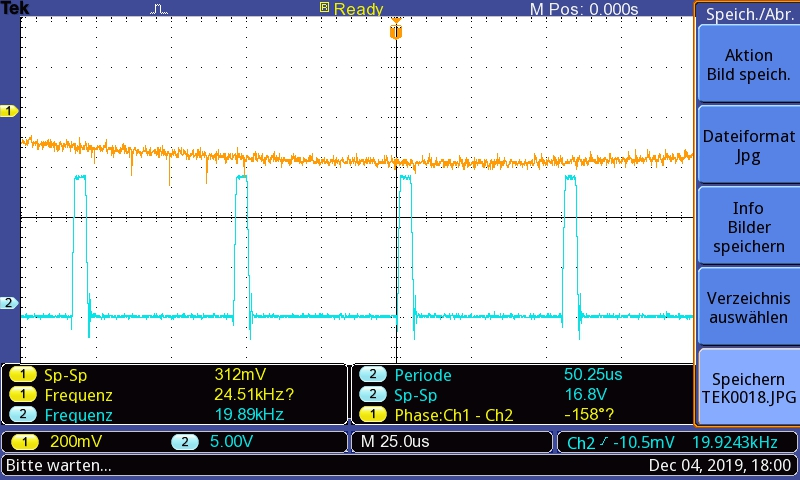 Tek R Ready M Pos: 0.000s Speich./Abr.
T
1
2
Aktion
Bild speich.
Dateiformat
Jpg
Info
Bilder
speichern
Verzeichnis
auswählen
Speichern
TEK0018.JPG
1 Sp-Sp 312mV
1 Frequenz 24.51kHz?
2 Frequenz 19.89kHz
2 Periode 50.25us
2 Sp-Sp 16.8V
1 Phase:Ch1 - Ch2 -158°?
1 200mV 2 5.00V M 25.0us Ch2 -10.5mV 19.9243kHz
Bitte warten... Dec 04, 2019, 18:00